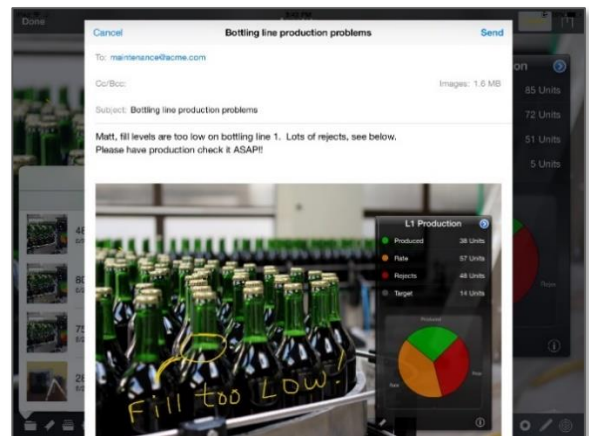 Done
Cancel
Bottling line production problems
Send
To: maintenance@acme.com
Cc/Bcc:
Images: 1.6 MB
Subject: Bottling line production problems
Matt, fill levels are too low on bottling line 1. Lots of rejects, see below.
Please have production check it ASAP!!
85 Units
72 Units
51 Units
5 Units
L1 Production
Produced 38 Units
Rate 57 Units
Rejects 48 Units
Target 14 Units
Produced
Rate
Fill too Low!